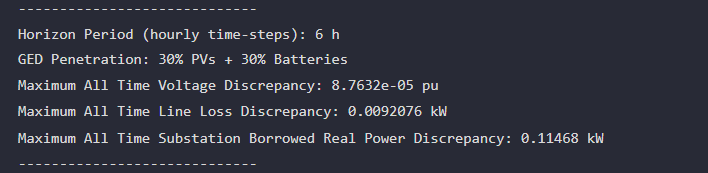 -----------------------------
Horizon Period (hourly time-steps): 6 h
GED Penetration: 30% PVs + 30% Batteries
Maximum All Time Voltage Discrepancy: 8.7632e-05 pu
Maximum All Time Line Loss Discrepancy: 0.0092076 kW
Maximum All Time Substation Borrowed Real Power Discrepancy: 0.11468 kW
-----------------------------